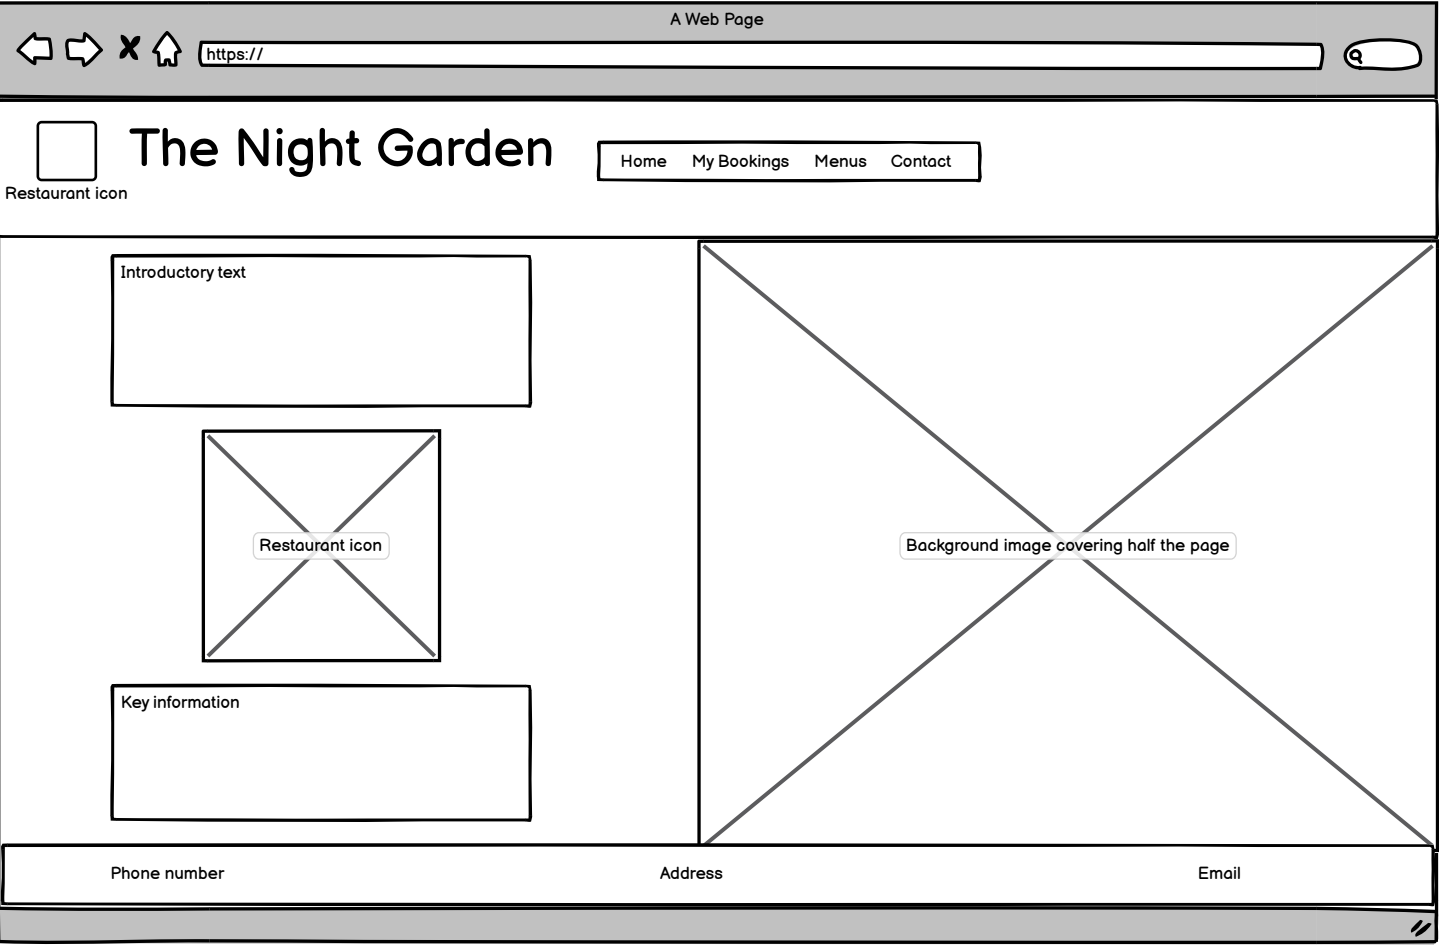 A Web Page
https://
The Night Garden
Home My Bookings Menus Contact
Restaurant icon
Introductory text
Restaurant icon
Background image covering half the page
Key information
Phone number Address Email